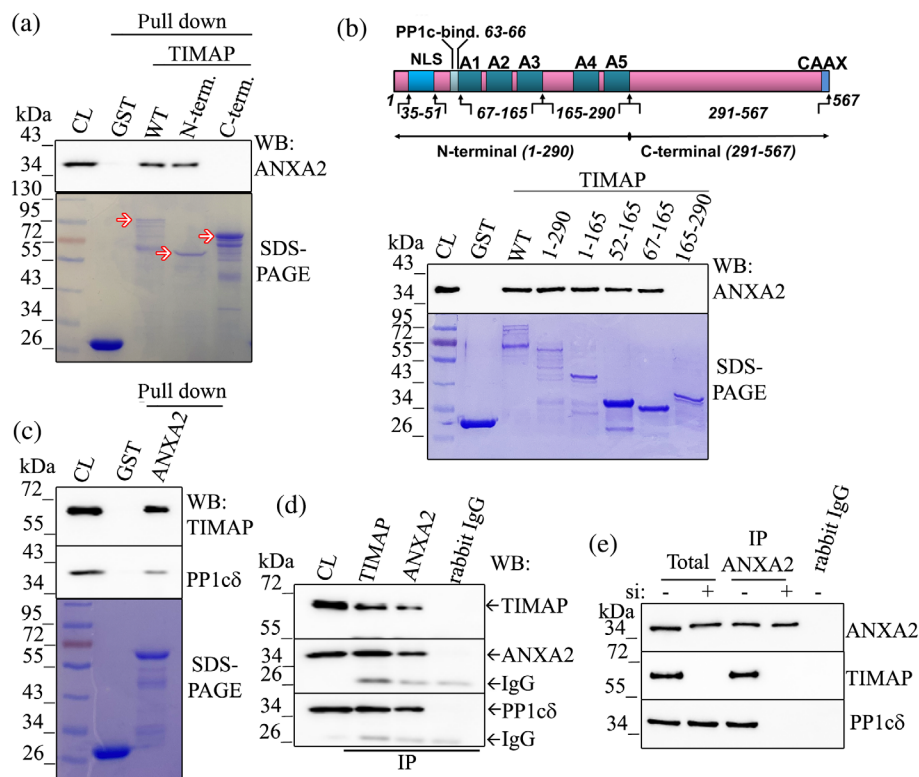 (a)
Pull down
TIMAP
kDa
CL
GST
WT
N-term.
C-term.
43
34
WB:
ANXA2
130
95
72
55
43
34
26
SDS-
PAGE
(b)
PP1c-bind. 63-66
NLS
A1
A2
A3
A4
A5
CAAX
1
35-51
67-165
165-290
291-567
567
N-terminal (1-290)
C-terminal (291-567)
TIMAP
kDa
CL
GST
WT
1-290
1-165
52-165
67-165
165-290
43
34
WB:
ANXA2
95
72
55
43
34
26
SDS-
PAGE
(c)
Pull down
kDa
CL
GST
ANXA2
72
55
WB:
TIMAP
43
34
PP1cδ
95
72
55
43
34
26
SDS-
PAGE
(d)
kDa
CL
TIMAP
ANXA2
rabbit IgG
WB:
72
55
←TIMAP
34
←ANXA2
26
←IgG
34
←PP1cδ
26
←IgG
IP
(e)
Total
IP
ANXA2
rabbit IgG
si: - + - + -
kDa
34
ANXA2
72
55
TIMAP
34
PP1cδ